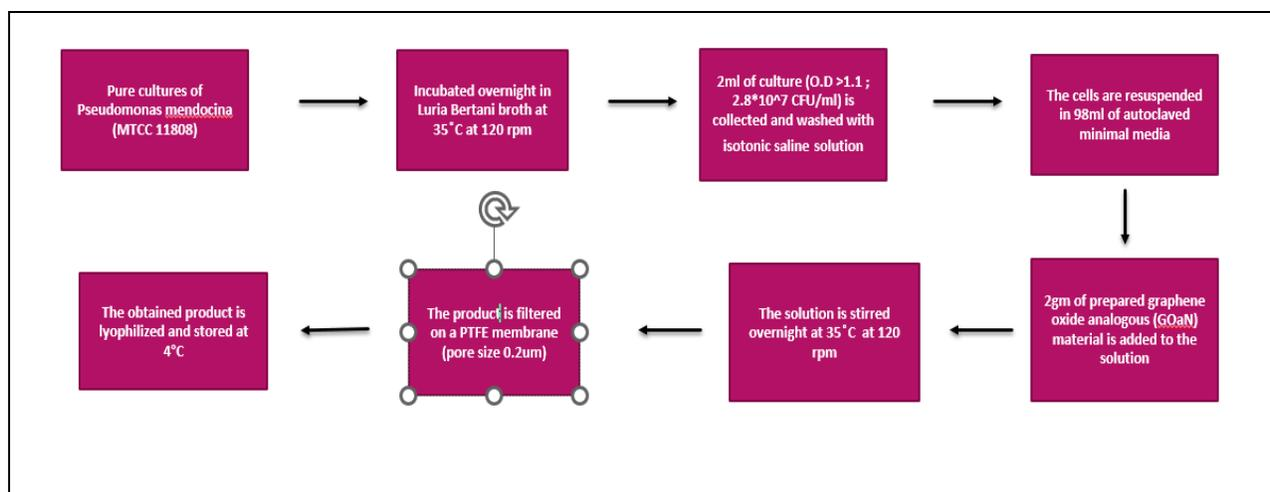 Pure cultures of
Pseudomonas mendocina
(MTCC 11808)
Incubated overnight in
Luria Bertani broth at
35˚C at 120 rpm
2ml of culture (O.D >1.1 ;
2.8*10^7 CFU/ml) is
collected and washed with
isotonic saline solution
The cells are resuspended
in 98ml of autoclaved
minimal media
2gm of prepared graphene
oxide analogous (GOaN)
material is added to the
solution
The solution is stirred
overnight at 35˚C at 120
rpm
The product is filtered
on a PTFE membrane
(pore size 0.2um)
The obtained product is
lyophilized and stored at
4°C